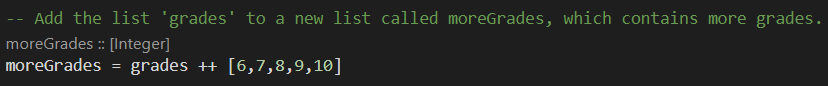 -- Add the list 'grades' to a new list called moreGrades, which contains more grades.
moreGrades :: [Integer]
moreGrades = grades ++ [6,7,8,9,10]